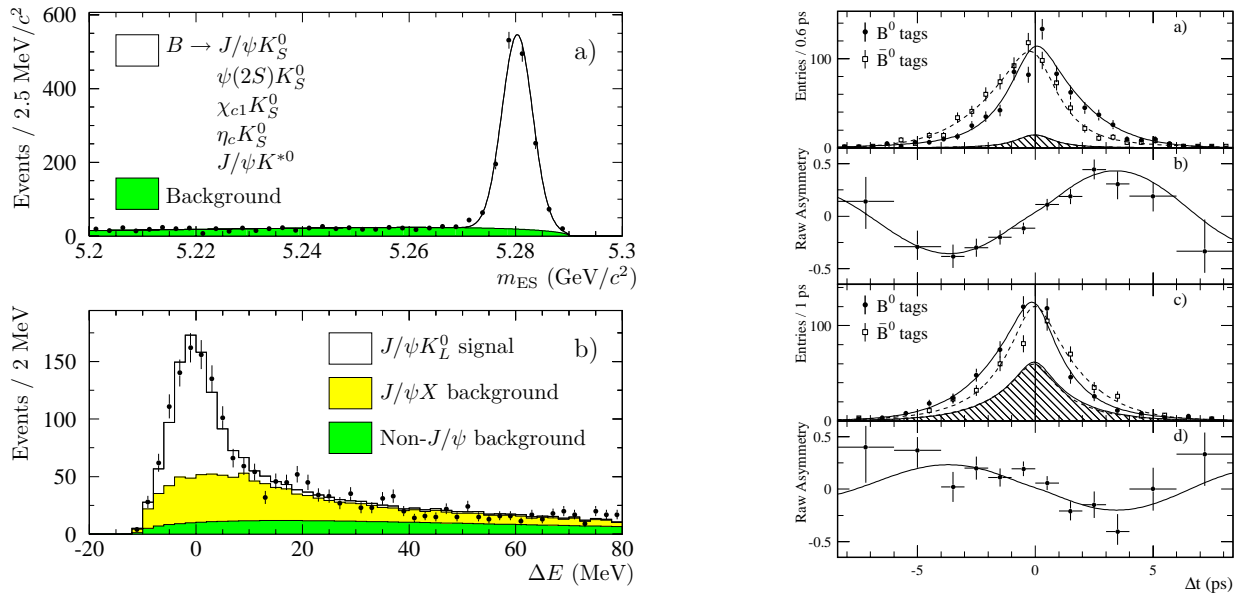 Events / 2.5 MeV/c²
600
400
200
0
B → J/ψK⁰_S
ψ(2S)K⁰_S
χ_c1K⁰_S
η_cK⁰_S
J/ψK*⁰
Background
a)
5.2 5.22 5.24 5.26 5.28 5.3
m_ES (GeV/c²)
Events / 2 MeV
150
100
50
0
J/ψK⁰_L signal
J/ψX background
Non-J/ψ background
b)
-20 0 20 40 60 80
ΔE (MeV)
Entries / 0.6 ps
100
0
B⁰ tags
B̄⁰ tags
a)
Raw Asymmetry
0.5
0
-0.5
b)
Entries / 1 ps
100
0
B⁰ tags
B̄⁰ tags
c)
Raw Asymmetry
0.5
0
-0.5
d)
-5 0 5
Δt (ps)